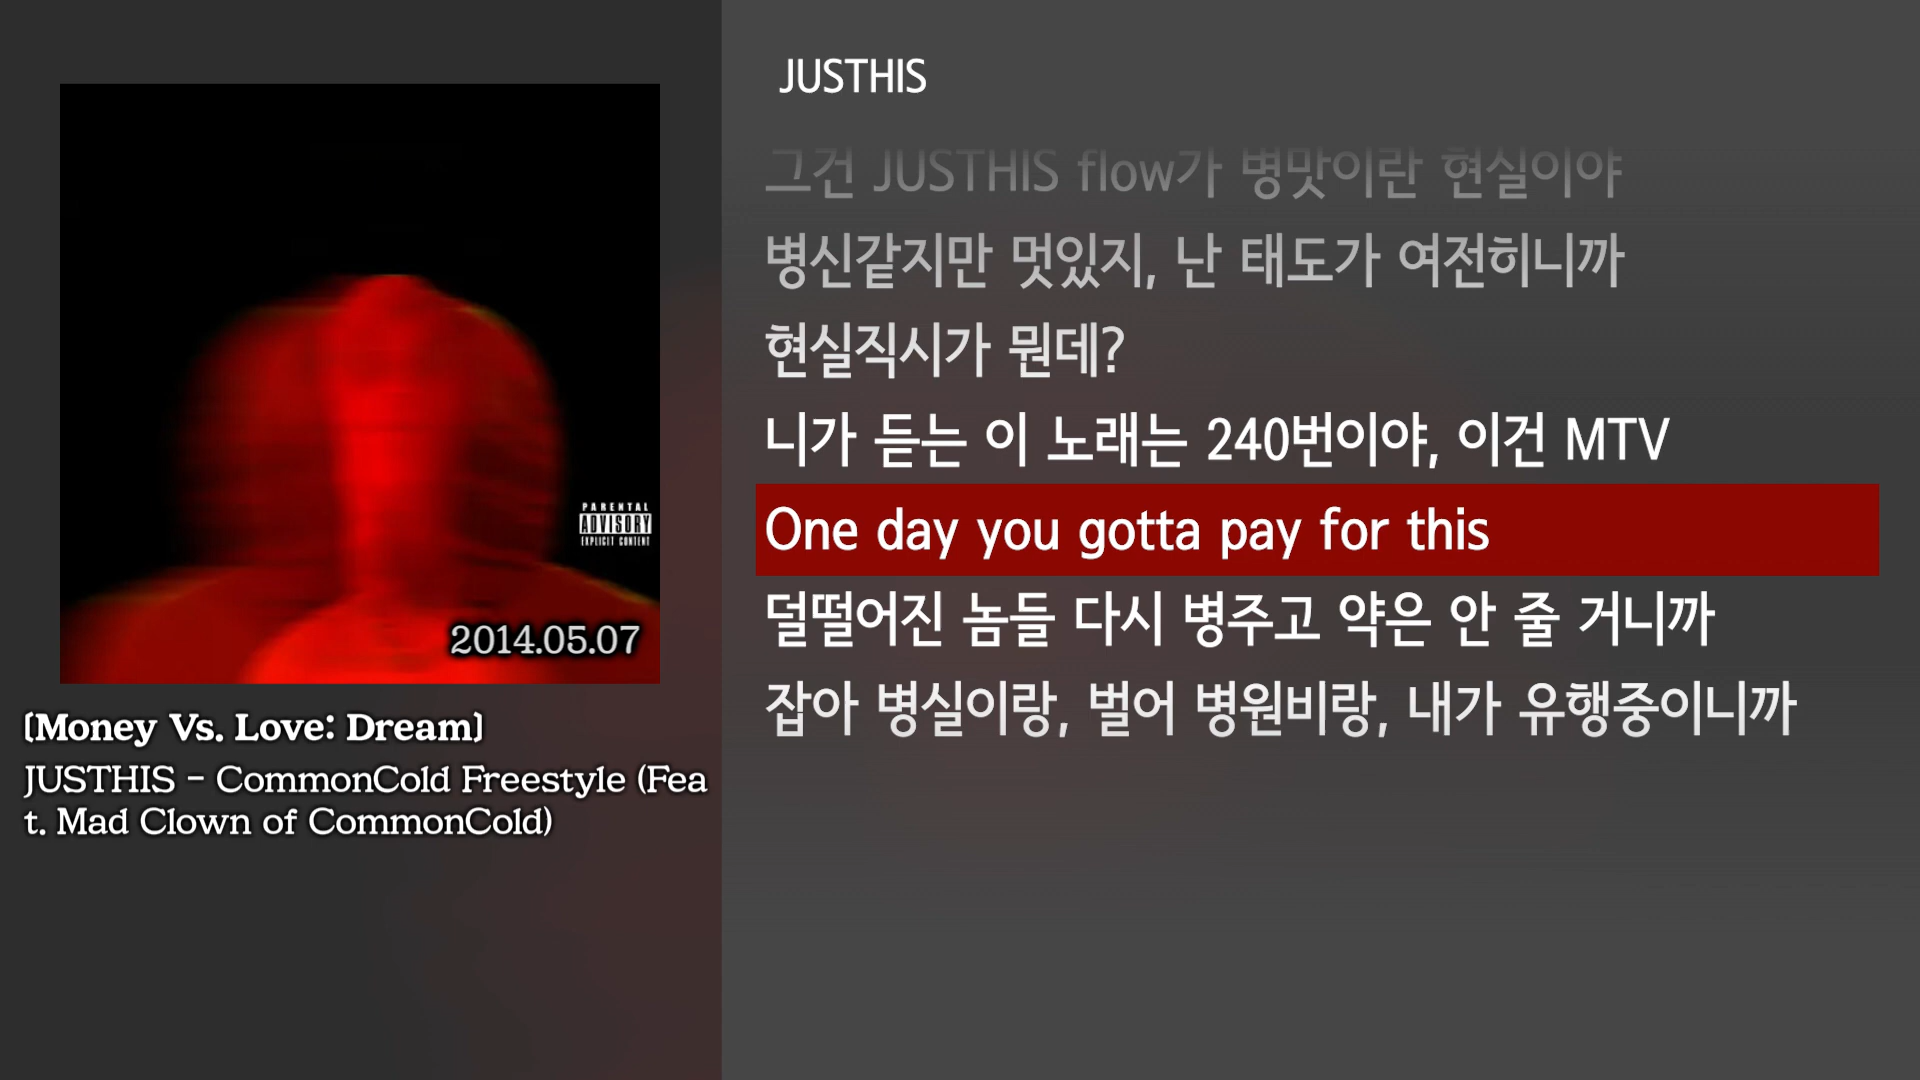 JUSTHIS
그건 JUSTHIS flow가 병맛이란 현실이야
병신같지만 멋있지, 난 태도가 여전히니까
현실직시가 뭔데?
니가 듣는 이 노래는 240번이야, 이건 MTV
One day you gotta pay for this
덜떨어진 놈들 다시 병주고 약은 안 줄 거니까
잡아 병실이랑, 벌어 병원비랑, 내가 유행중이니까
PARENTAL
ADVISORY
EXPLICIT CONTENT
2014.05.07
[Money Vs. Love: Dream]
JUSTHIS - CommonCold Freestyle (Fea
t. Mad Clown of CommonCold)